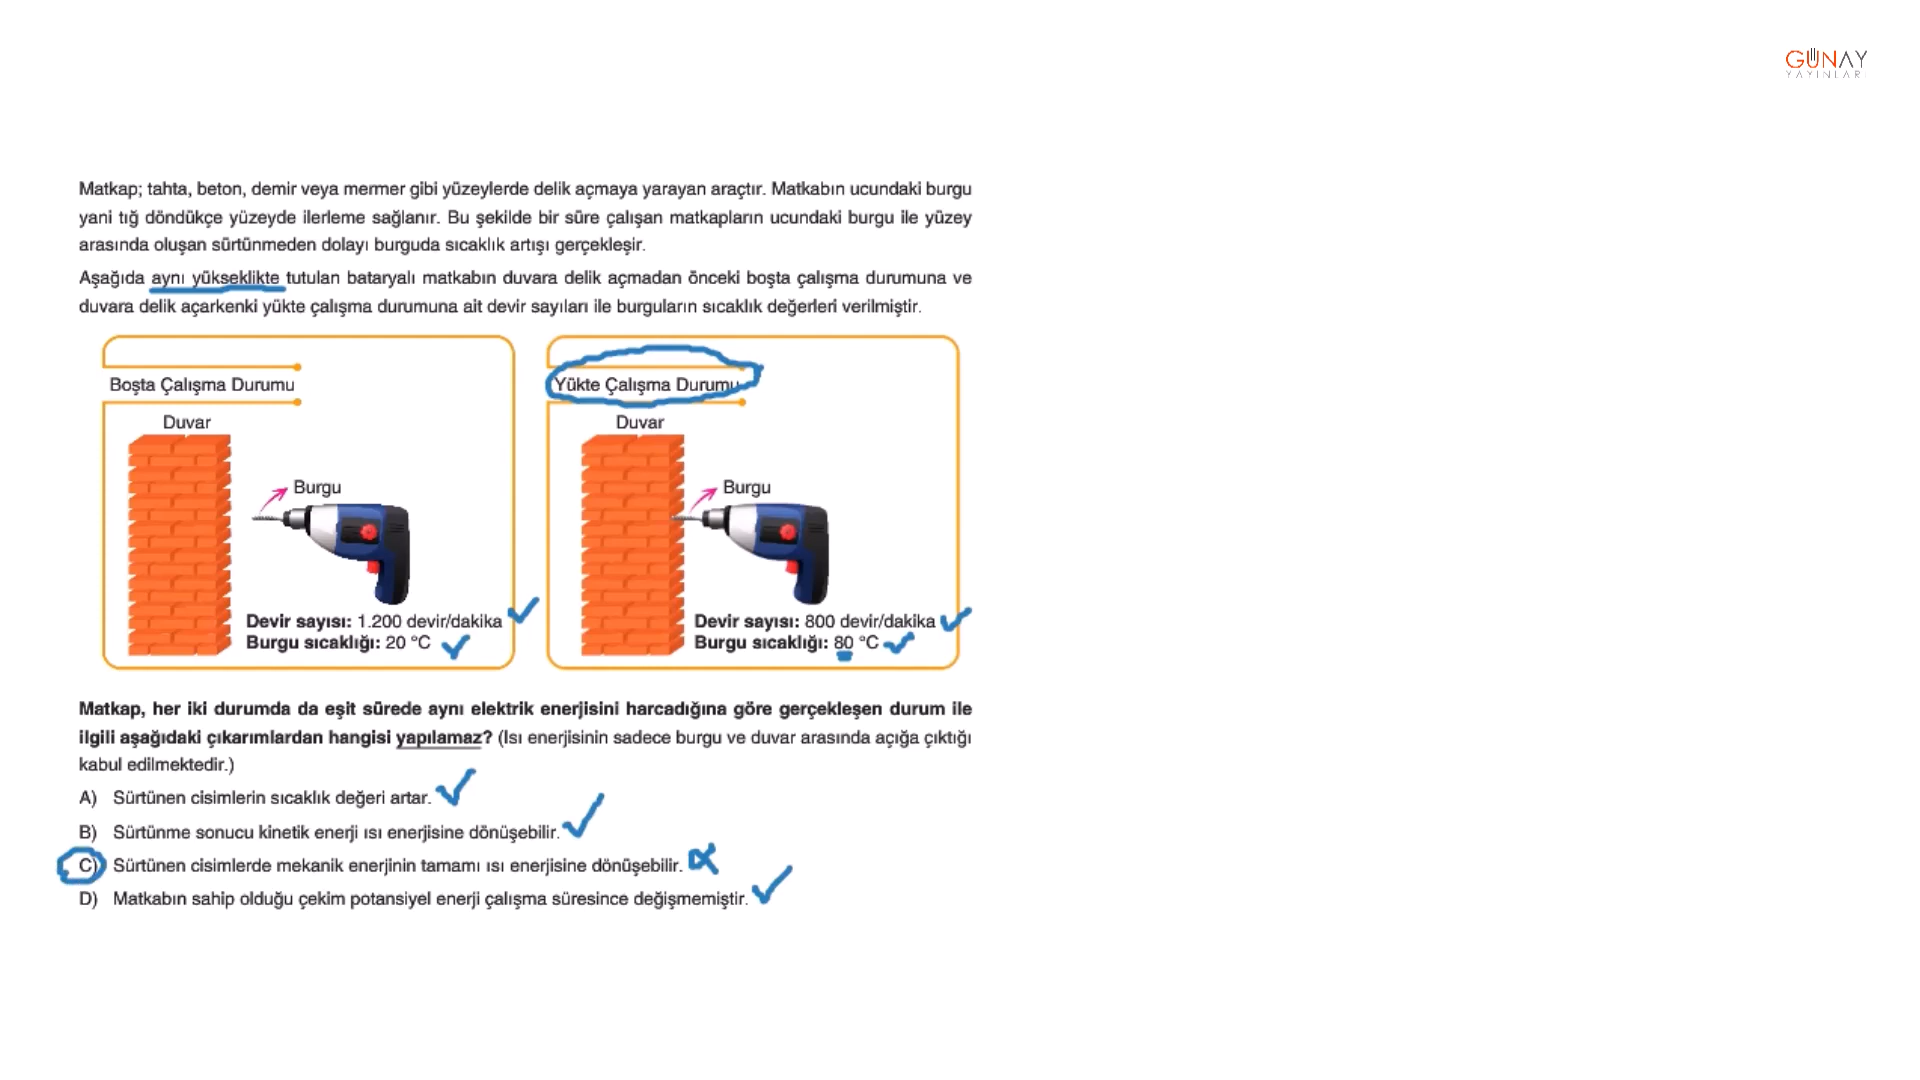 GÜNAY
YAYINLARI
Matkap; tahta, beton, demir veya mermer gibi yüzeylerde delik açmaya yarayan araçtır. Matkabın ucundaki burgu
yani tığ döndükçe yüzeyde ilerleme sağlanır. Bu şekilde bir süre çalışan matkapların ucundaki burgu ile yüzey
arasında oluşan sürtünmeden dolayı burguda sıcaklık artışı gerçekleşir.
Aşağıda aynı yükseklikte tutulan bataryalı matkabın duvara delik açmadan önceki boşta çalışma durumuna ve
duvara delik açarkenki yükte çalışma durumuna ait devir sayıları ile burguların sıcaklık değerleri verilmiştir.
Boşta Çalışma Durumu
Duvar
Burgu
Devir sayısı: 1.200 devir/dakika
Burgu sıcaklığı: 20 °C
Yükte Çalışma Durumu
Duvar
Burgu
Devir sayısı: 800 devir/dakika
Burgu sıcaklığı: 80 °C
Matkap, her iki durumda da eşit sürede aynı elektrik enerjisini harcadığına göre gerçekleşen durum ile
ilgili aşağıdaki çıkarımlardan hangisi yapılamaz? (Isı enerjisinin sadece burgu ve duvar arasında açığa çıktığı
kabul edilmektedir.)
A) Sürtünen cisimlerin sıcaklık değeri artar.
B) Sürtünme sonucu kinetik enerji ısı enerjisine dönüşebilir.
C) Sürtünen cisimlerde mekanik enerjinin tamamı ısı enerjisine dönüşebilir.
D) Matkabın sahip olduğu çekim potansiyel enerji çalışma süresince değişmemiştir.